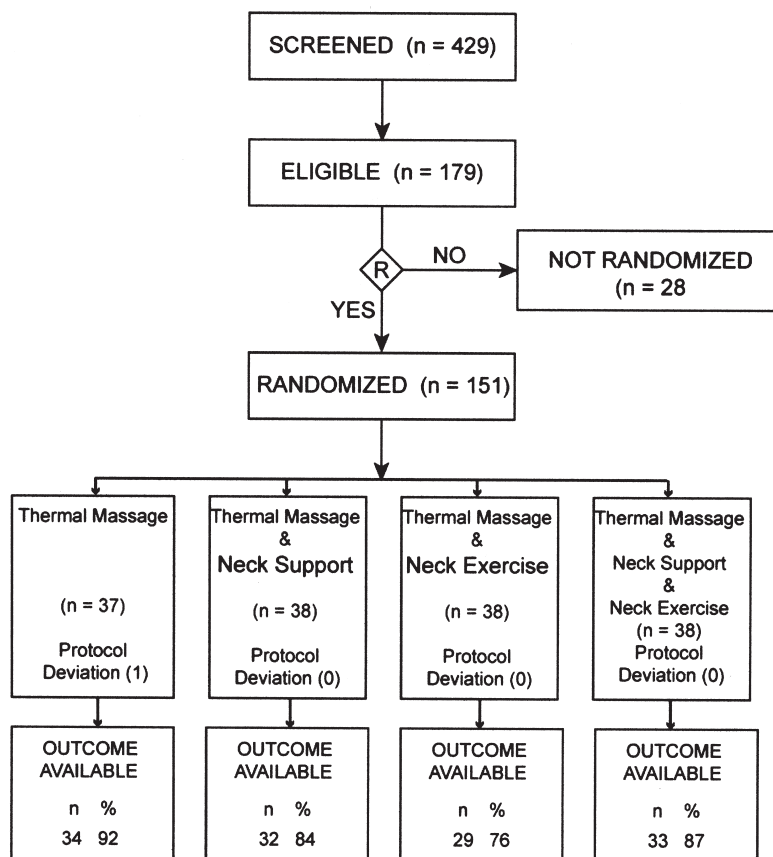 SCREENED (n = 429)
ELIGIBLE (n = 179)
R
NO
NOT RANDOMIZED
(n = 28
YES
RANDOMIZED (n = 151)
Thermal Massage
(n = 37)
Protocol
Deviation (1)
Thermal Massage
&
Neck Support
(n = 38)
Protocol
Deviation (0)
Thermal Massage
&
Neck Exercise
(n = 38)
Protocol
Deviation (0)
Thermal Massage
&
Neck Support
&
Neck Exercise
(n = 38)
Protocol
Deviation (0)
OUTCOME
AVAILABLE
n %
34 92
OUTCOME
AVAILABLE
n %
32 84
OUTCOME
AVAILABLE
n %
29 76
OUTCOME
AVAILABLE
n %
33 87